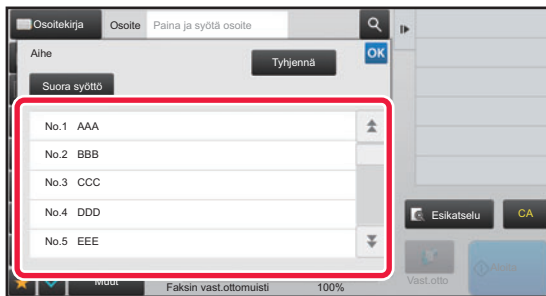 Osoitekirja Osoite Paina ja syötä osoite
Aihe
Tyhjennä
OK
Suora syöttö
No.1 AAA
No.2 BBB
No.3 CCC
No.4 DDD
No.5 EEE
Esikatselu
CA
Muut
Faksin vast.ottomuisti 100%
Vast.otto
Aloita